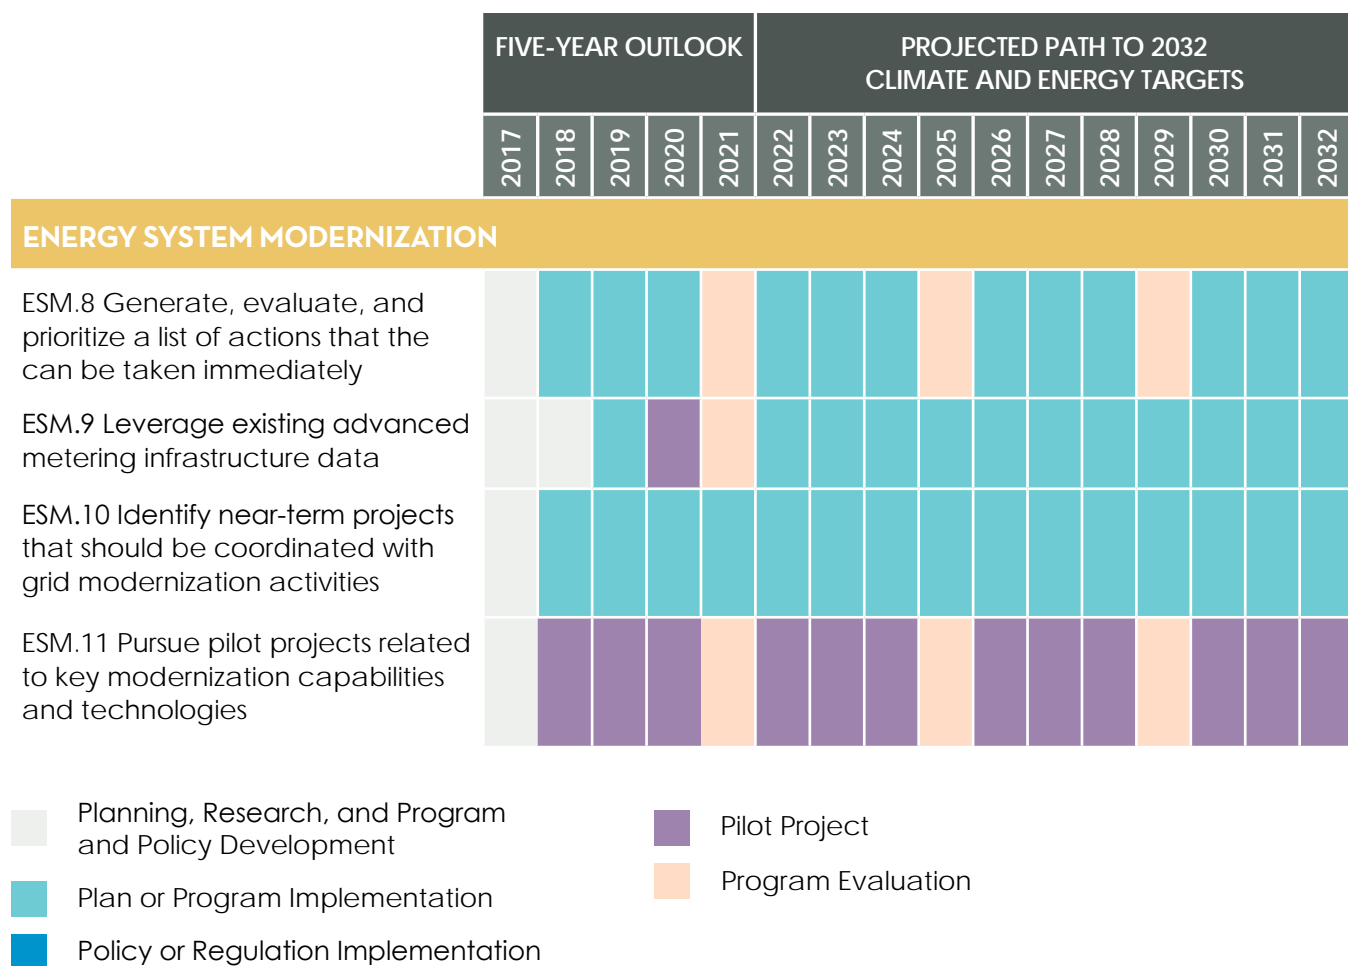 FIVE-YEAR OUTLOOK
PROJECTED PATH TO 2032
CLIMATE AND ENERGY TARGETS
2017 2018 2019 2020 2021 2022 2023 2024 2025 2026 2027 2028 2029 2030 2031 2032
ENERGY SYSTEM MODERNIZATION
ESM.8 Generate, evaluate, and
prioritize a list of actions that the
can be taken immediately
ESM.9 Leverage existing advanced
metering infrastructure data
ESM.10 Identify near-term projects
that should be coordinated with
grid modernization activities
ESM.11 Pursue pilot projects related
to key modernization capabilities
and technologies
Planning, Research, and Program
and Policy Development
Plan or Program Implementation
Policy or Regulation Implementation
Pilot Project
Program Evaluation